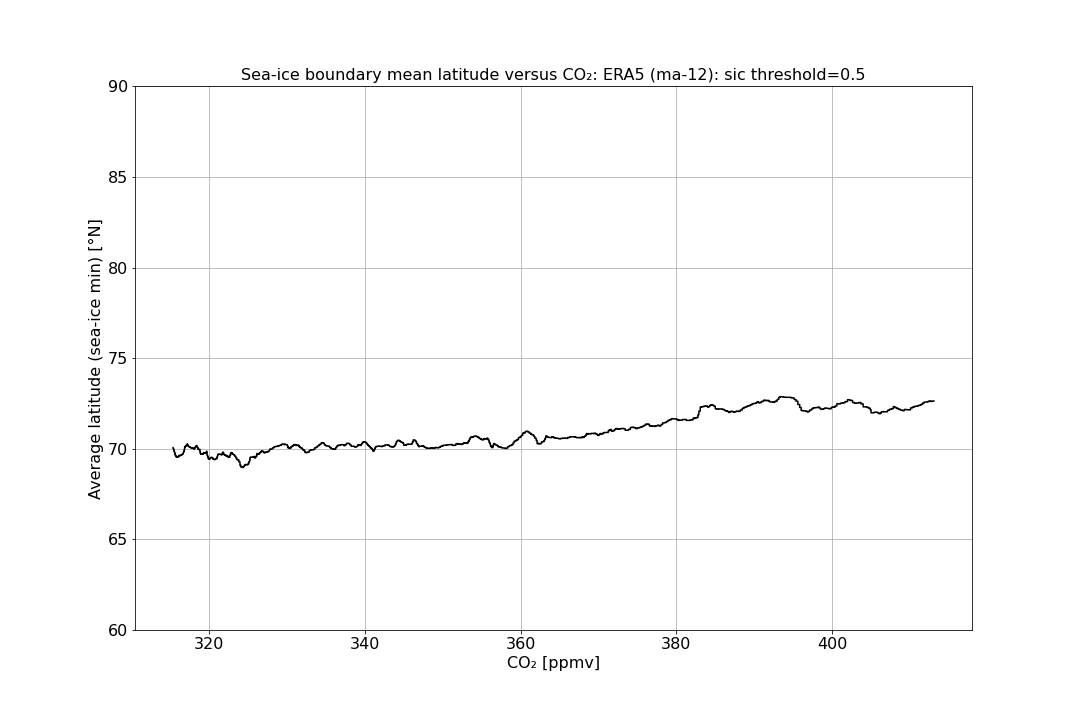 Sea-ice boundary mean latitude versus CO₂: ERA5 (ma-12): sic threshold=0.5
90
85
80
75
70
65
60
Average latitude (sea-ice min) [°N]
320 340 360 380 400
CO₂ [ppmv]